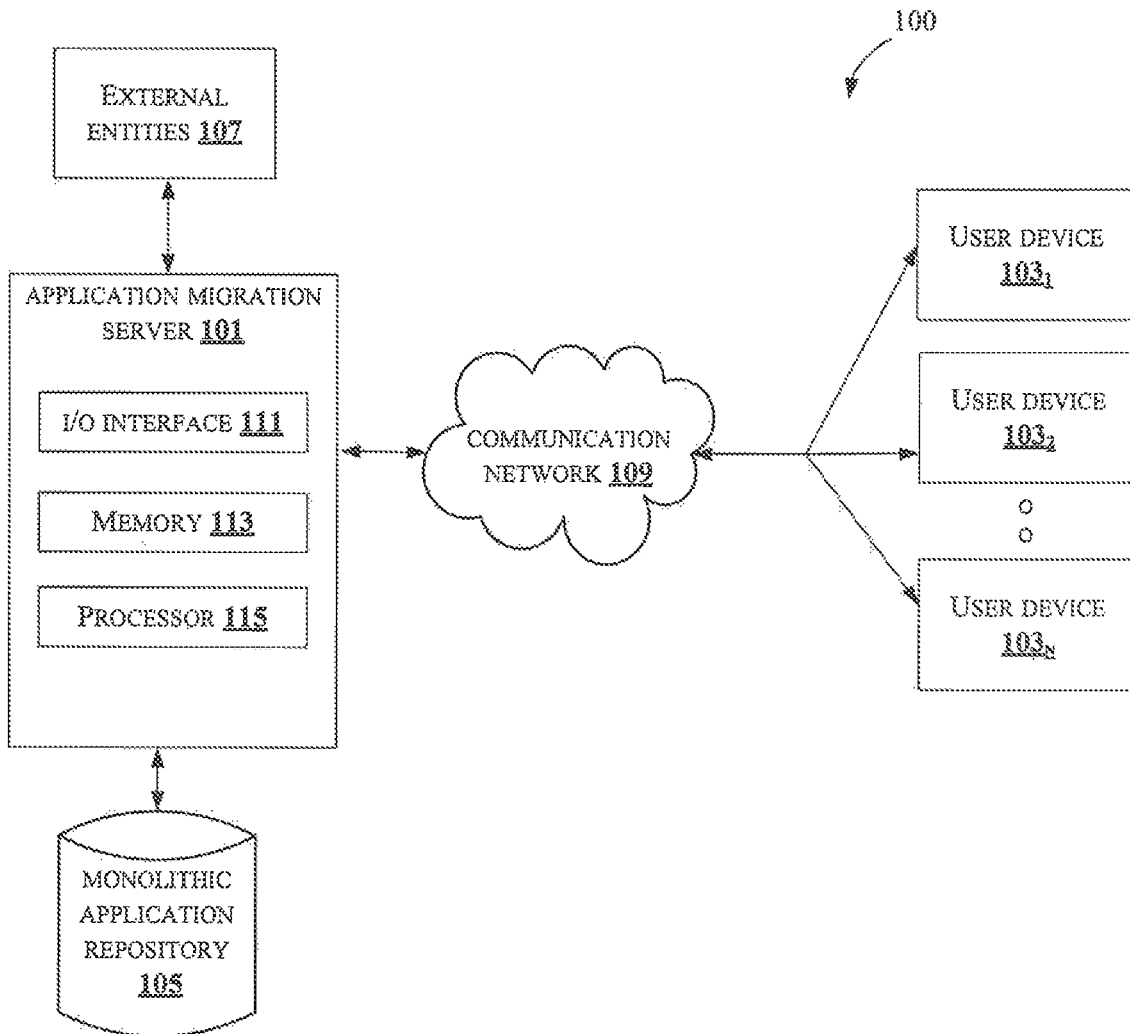 100
EXTERNAL
ENTITIES 107
APPLICATION MIGRATION
SERVER 101
I/O INTERFACE 111
MEMORY 113
PROCESSOR 115
MONOLITHIC
APPLICATION
REPOSITORY
105
COMMUNICATION
NETWORK 109
USER DEVICE
103₁
USER DEVICE
103₂
USER DEVICE
103ₙ